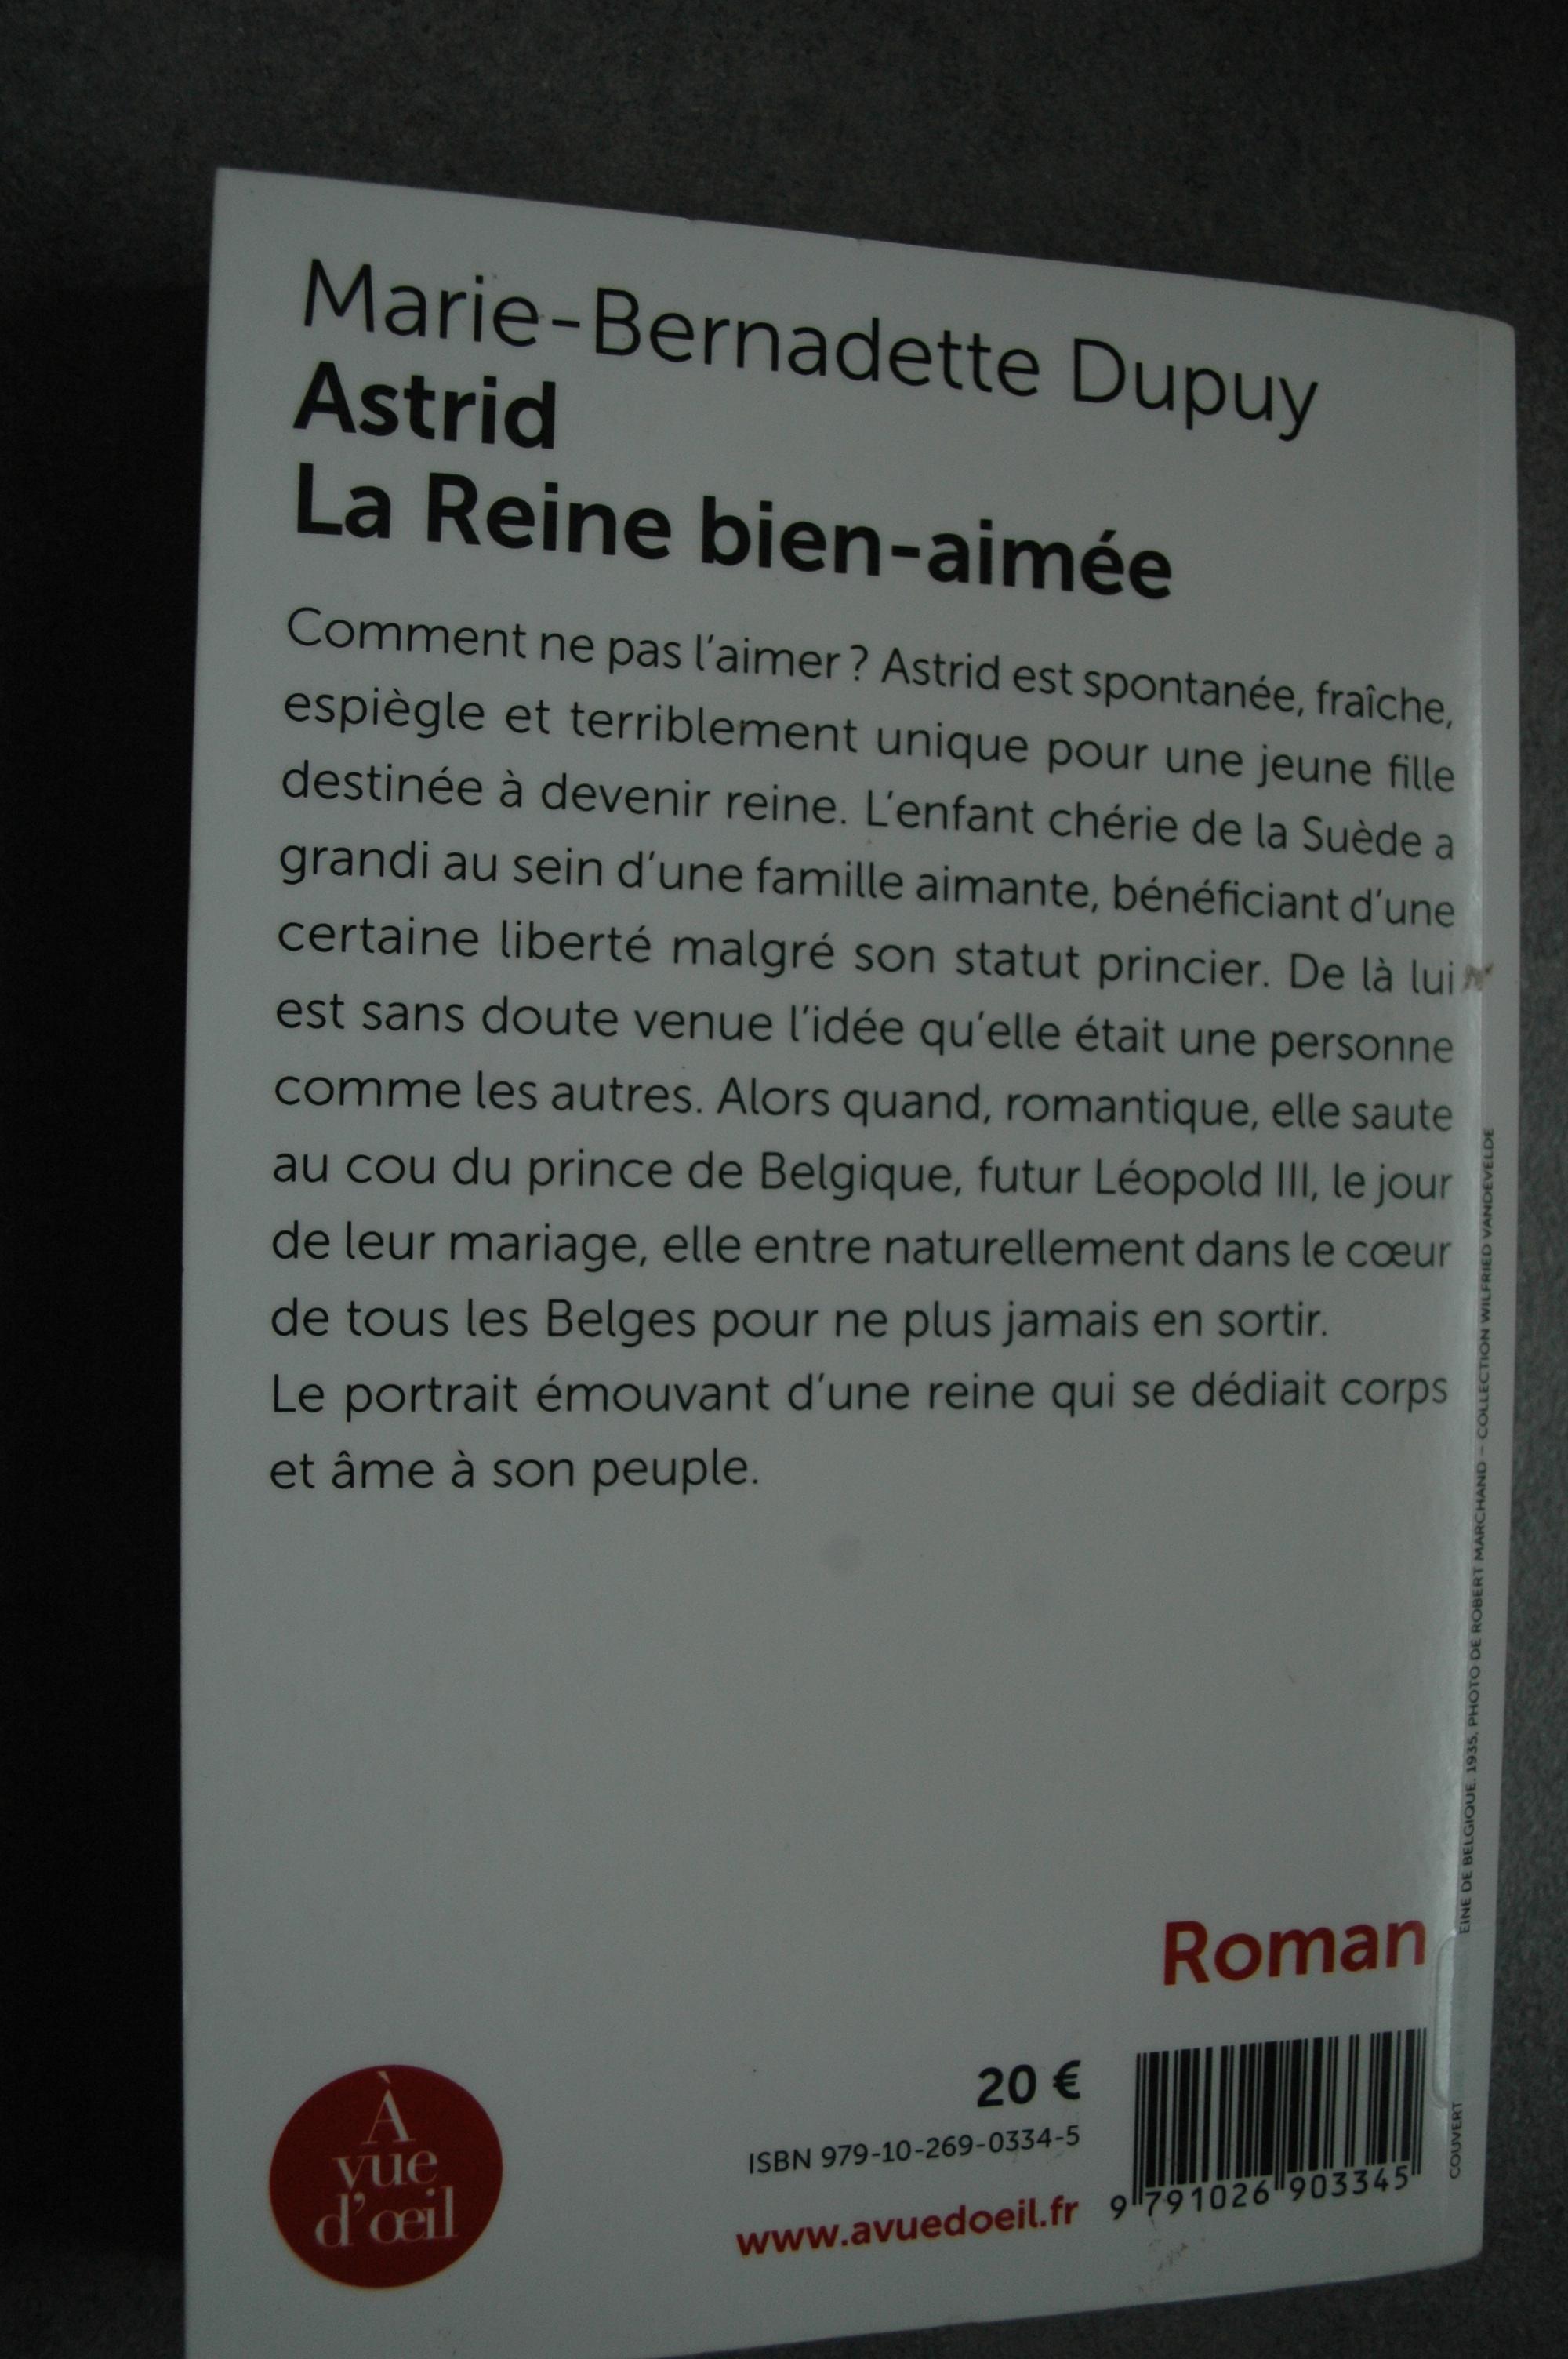 Marie-Bernadette Dupuy
Astrid
La Reine bien-aimée
Comment ne pas l'aimer ? Astrid est spontanée, fraîche,
espiègle et terriblement unique pour une jeune fille
destinée à devenir reine. L'enfant chérie de la Suède a
grandi au sein d'une famille aimante, bénéficiant d'une
certaine liberté malgré son statut princier. De là lui
est sans doute venue l'idée qu'elle était une personne
comme les autres. Alors quand, romantique, elle saute
au cou du prince de Belgique, futur Léopold III, le jour
de leur mariage, elle entre naturellement dans le cœur
de tous les Belges pour ne plus jamais en sortir.
Le portrait émouvant d'une reine qui se dédiait corps
et âme à son peuple.
Roman
À
vue
d'œil
20 €
ISBN 979-10-269-0334-5
www.avuedoeil.fr
9 791026 903345
COUVERT EINE DE BELGIQUE, 1935. PHOTO DE ROBERT MARCHAND – COLLECTION WILFRIED VANDEVELDE